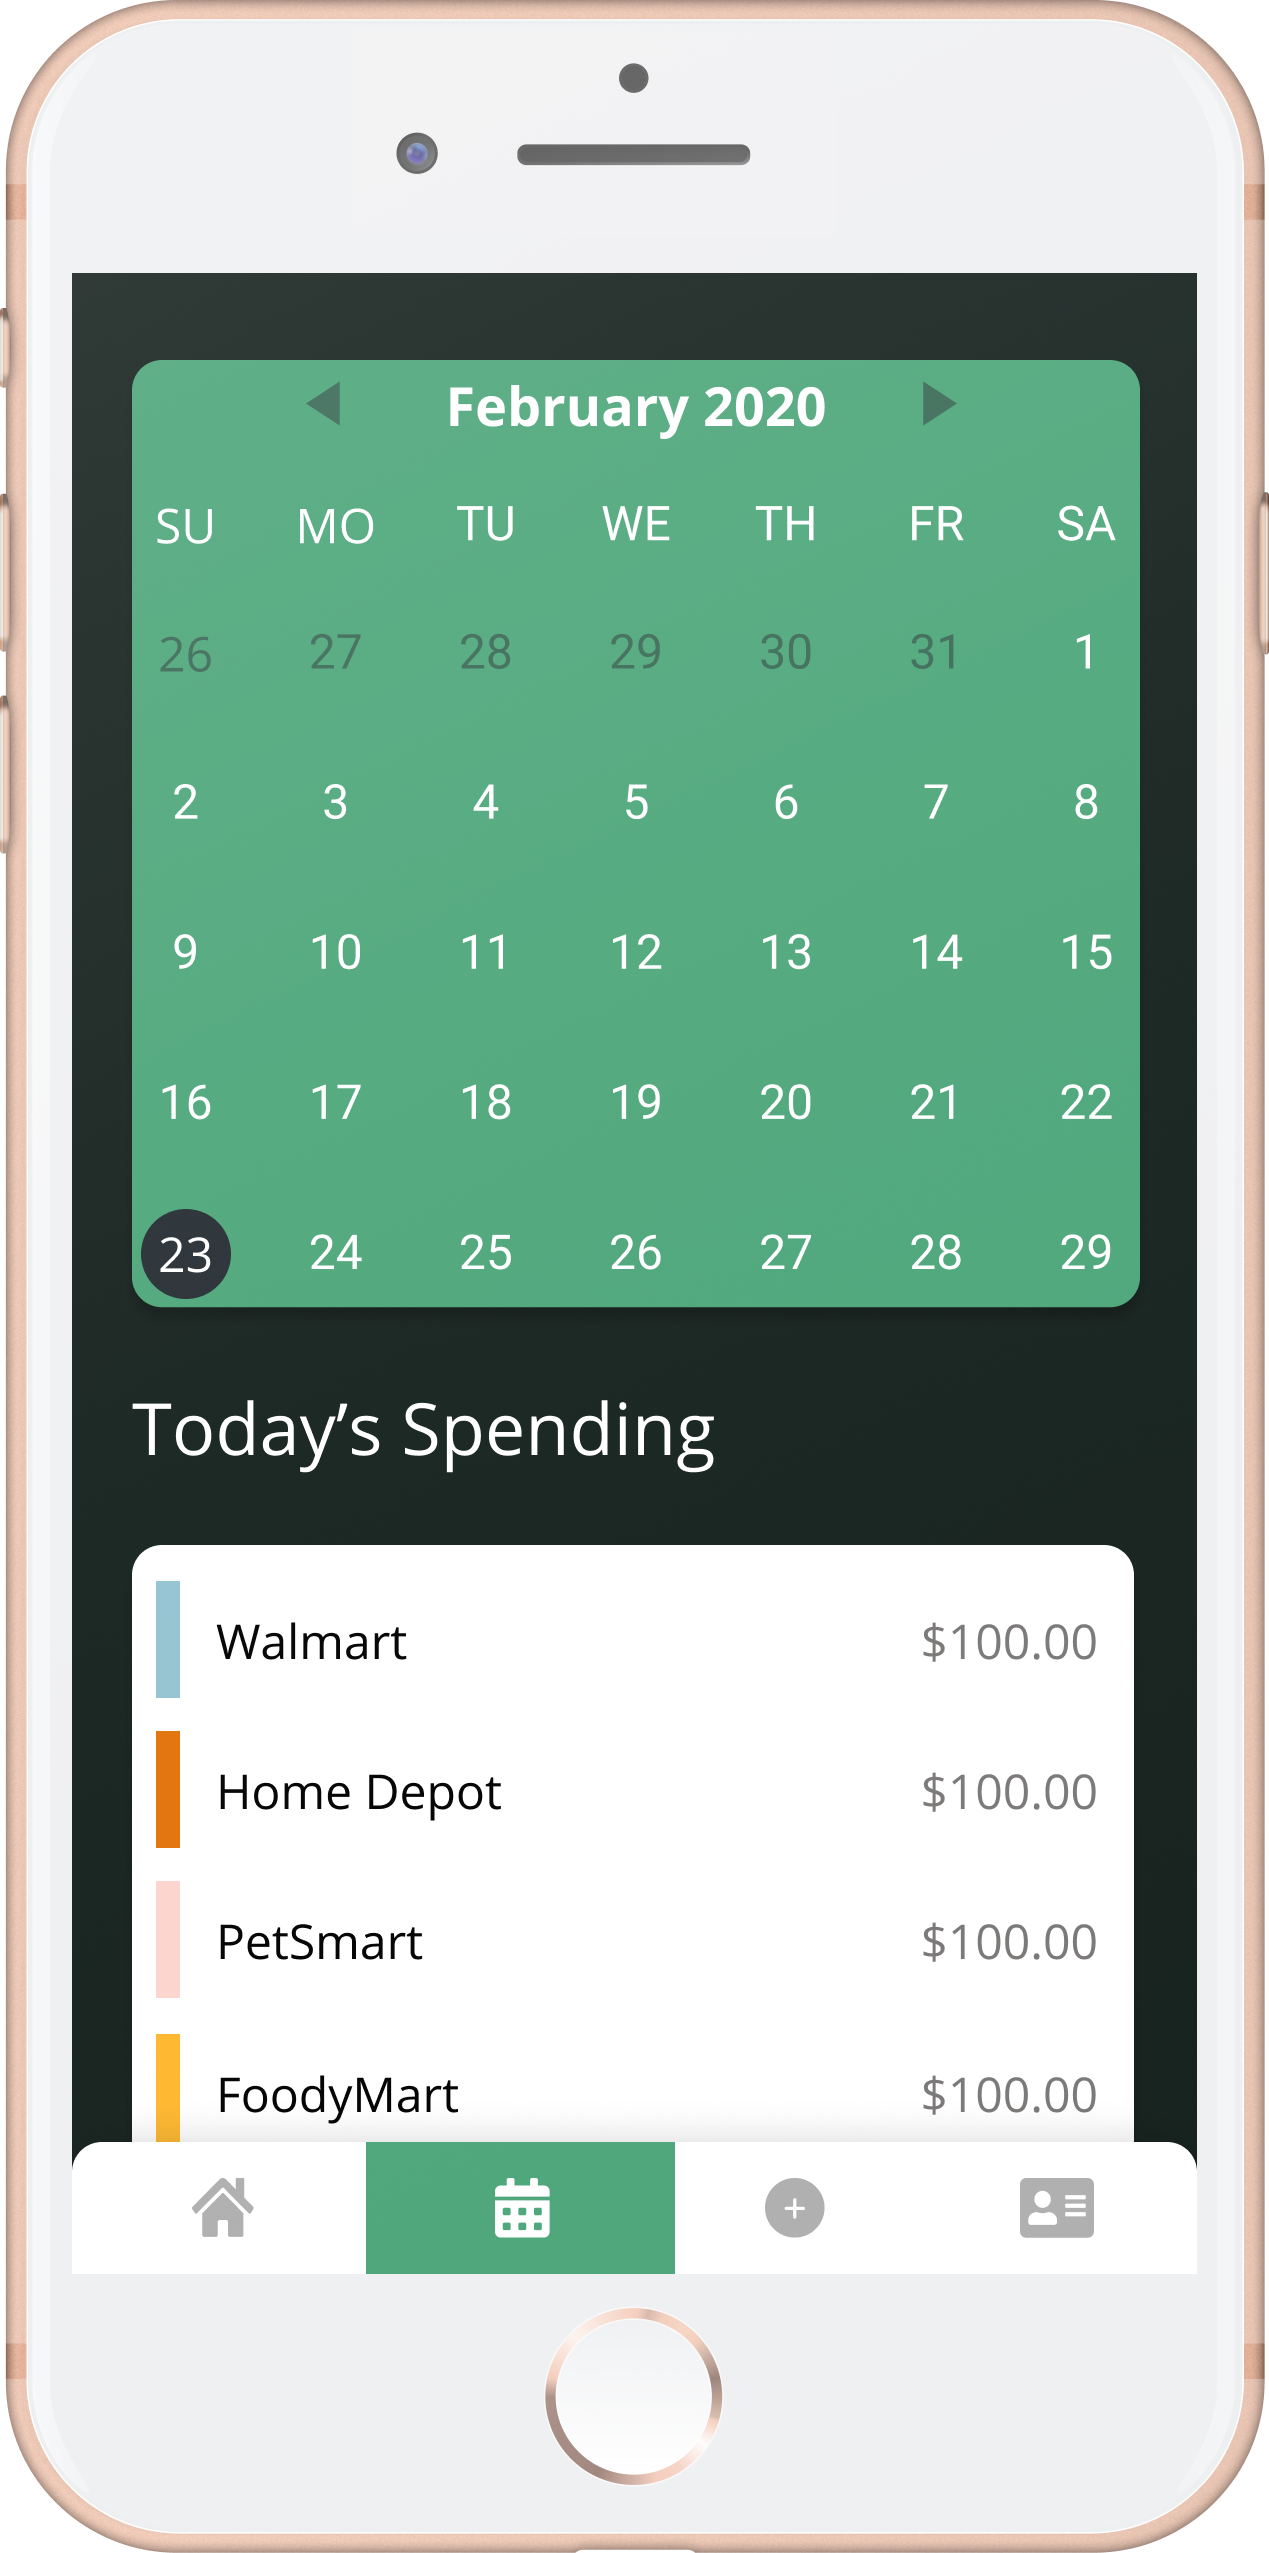 February 2020
SU MO TU WE TH FR SA
26 27 28 29 30 31 1
2 3 4 5 6 7 8
9 10 11 12 13 14 15
16 17 18 19 20 21 22
23 24 25 26 27 28 29
Today’s Spending
Walmart $100.00
Home Depot $100.00
PetSmart $100.00
FoodyMart $100.00